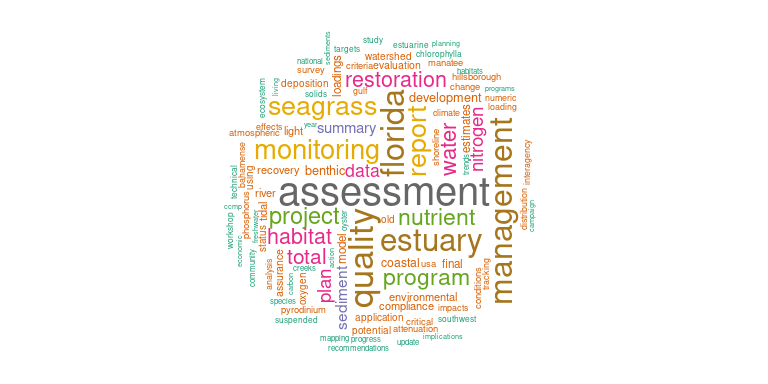 study
planning
national
sediments
targets
estuarine
chlorophylla
watershed
manatee
survey
criteria
evaluation
habitats
hillsborough
loadings
restoration
deposition
living
gulf
change
programs
ecosystem
solids
development
numeric
seagrass
loading
florida
report
climate
effects
year
summary
atmospheric
light
water
nitrogen
estimates
shoreline
monitoring
management
interagency
bahamense
recovery
benthic
data
trends
technical
using
assessment
ccmp
river
phosphorus
tidal
project
old
nutrient
distribution
campaign
workshop
freshwater
oyster
quality
status
habitat
estuary
economic
model
total
community
action
coastal
usa
final
tracking
analysis
assurance
creeks
plan
program
conditions
carbon
oxygen
species
sediment
environmental
pyrodinium
compliance
impacts
suspended
application
critical
southwest
potential
attenuation
mapping
progress
update
implications
recommendations